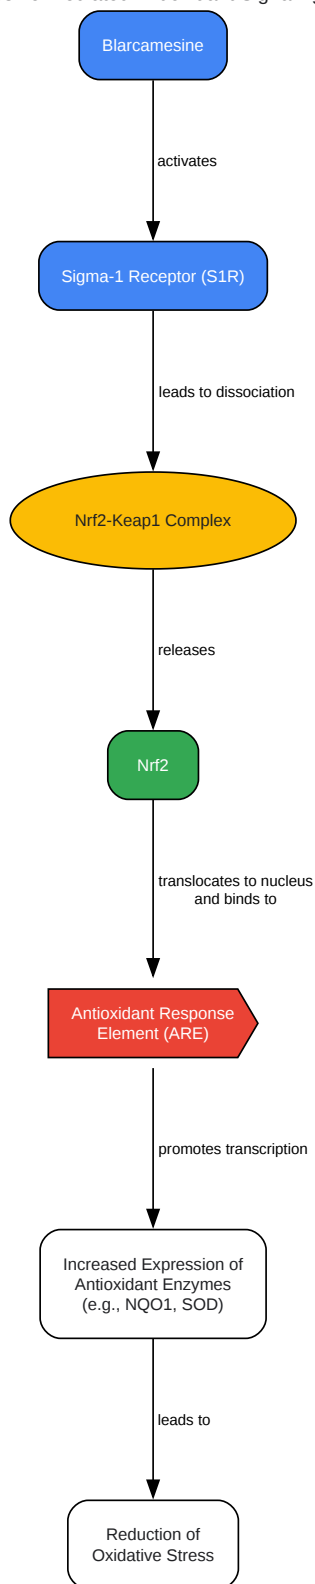 Blarcamesine
activates
Sigma-1 Receptor (S1R)
leads to dissociation
Nrf2-Keap1 Complex
releases
Nrf2
translocates to nucleus
and binds to
Antioxidant Response
Element (ARE)
promotes transcription
Increased Expression of
Antioxidant Enzymes
(e.g., NQO1, SOD)
leads to
Reduction of
Oxidative Stress